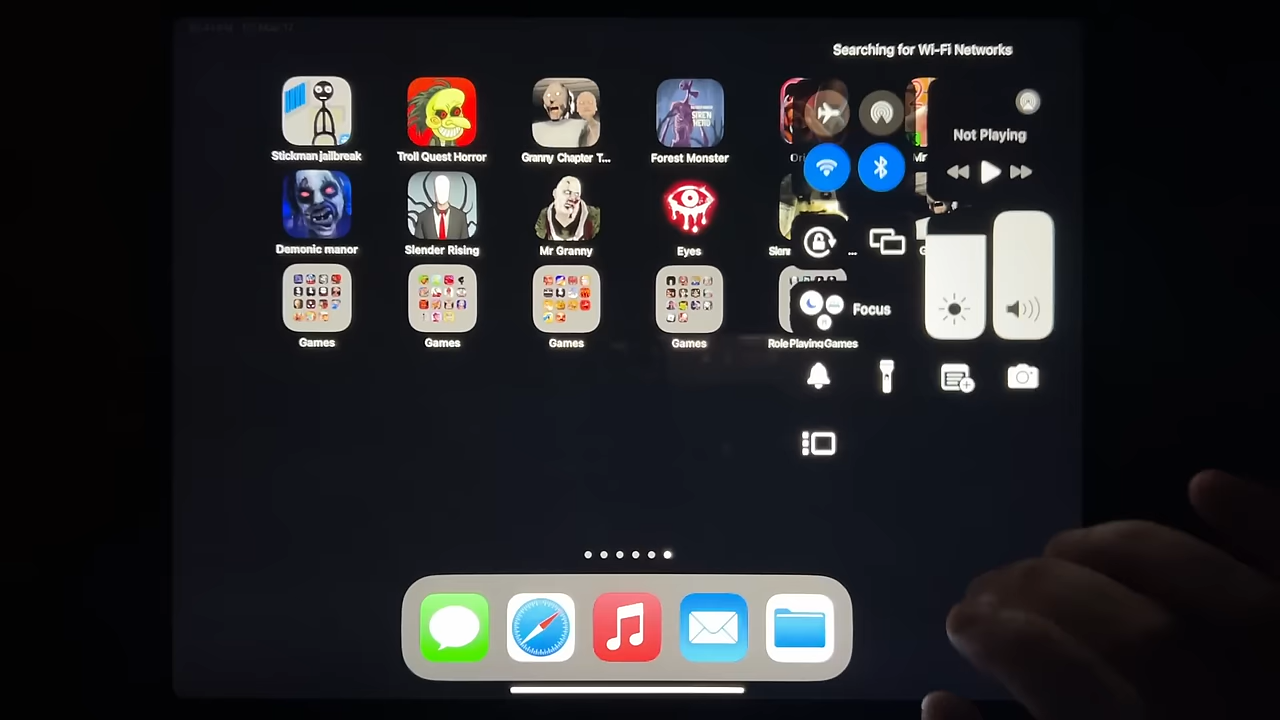 Searching for Wi-Fi Networks
Not Playing
Stickman jailbreak
Troll Quest Horror
Granny Chapter T...
Forest Monster
Demonic manor
Slender Rising
Mr Granny
Eyes
...
Focus
Games
Games
Games
Games
Role Playing Games